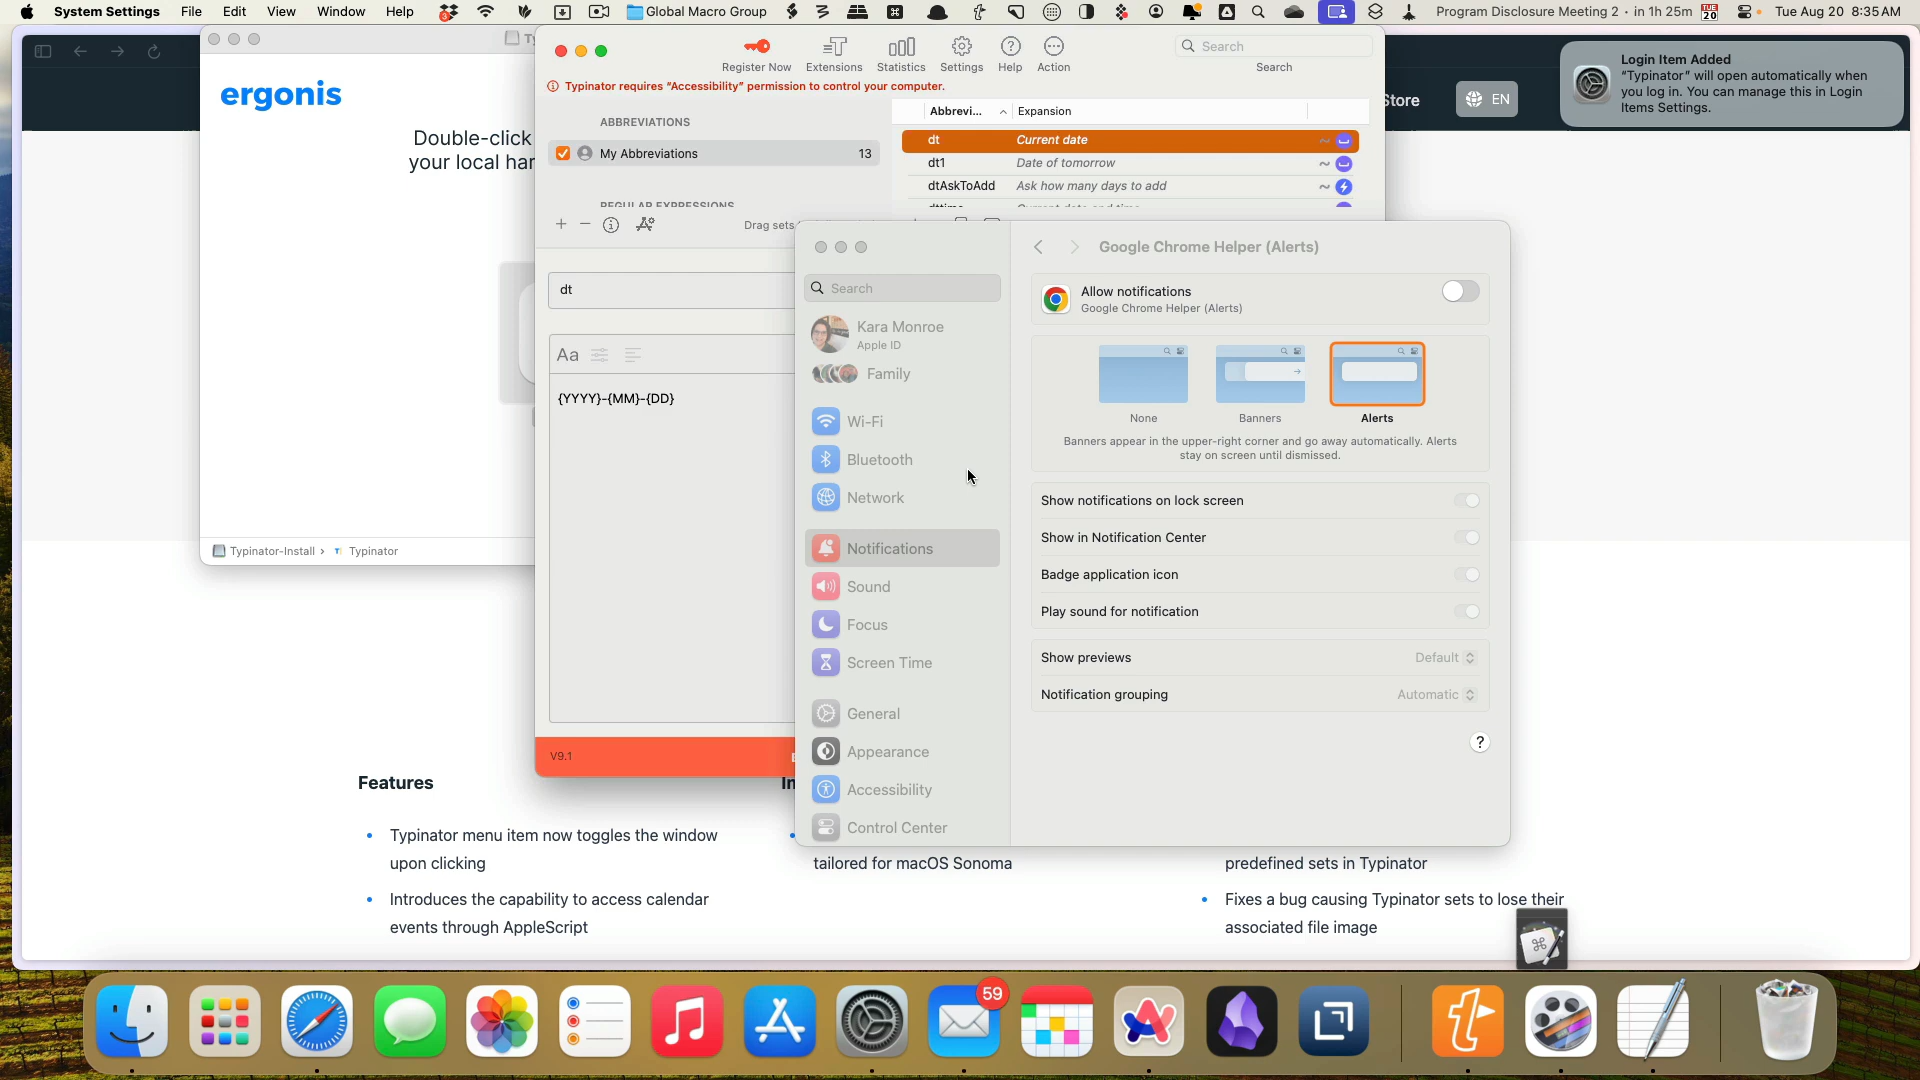 System Settings File Edit View Window Help 3 Global Macro Group Program Disclosure Meeting 2 · in 1h 25m TUE 20 Tue Aug 20 8:35 AM
ergonis
Double-click
your local har
Typinator-Install › Typinator
Register Now Extensions Statistics Settings Help Action Search
Search
Typinator requires "Accessibility" permission to control your computer.
ABBREVIATIONS
My Abbreviations 13
REGULAR EXPRESSIONS
Drag sets
Abbrevi... Expansion
dt Current date
dt1 Date of tomorrow
dtAskToAdd Ask how many days to add
dttime Current date and time
dt
Aa
{YYYY}-{MM}-{DD}
V9.1
Store
EN
Login Item Added
"Typinator" will open automatically when
you log in. You can manage this in Login
Items Settings.
Search
Kara Monroe
Apple ID
Family
Wi-Fi
Bluetooth
Network
Notifications
Sound
Focus
Screen Time
General
Appearance
Accessibility
Control Center
Google Chrome Helper (Alerts)
Allow notifications
Google Chrome Helper (Alerts)
None Banners Alerts
Banners appear in the upper-right corner and go away automatically. Alerts
stay on screen until dismissed.
Show notifications on lock screen
Show in Notification Center
Badge application icon
Play sound for notification
Show previews Default
Notification grouping Automatic
?
Features
Typinator menu item now toggles the window
upon clicking
Introduces the capability to access calendar
events through AppleScript
tailored for macOS Sonoma
predefined sets in Typinator
Fixes a bug causing Typinator sets to lose their
associated file image
59